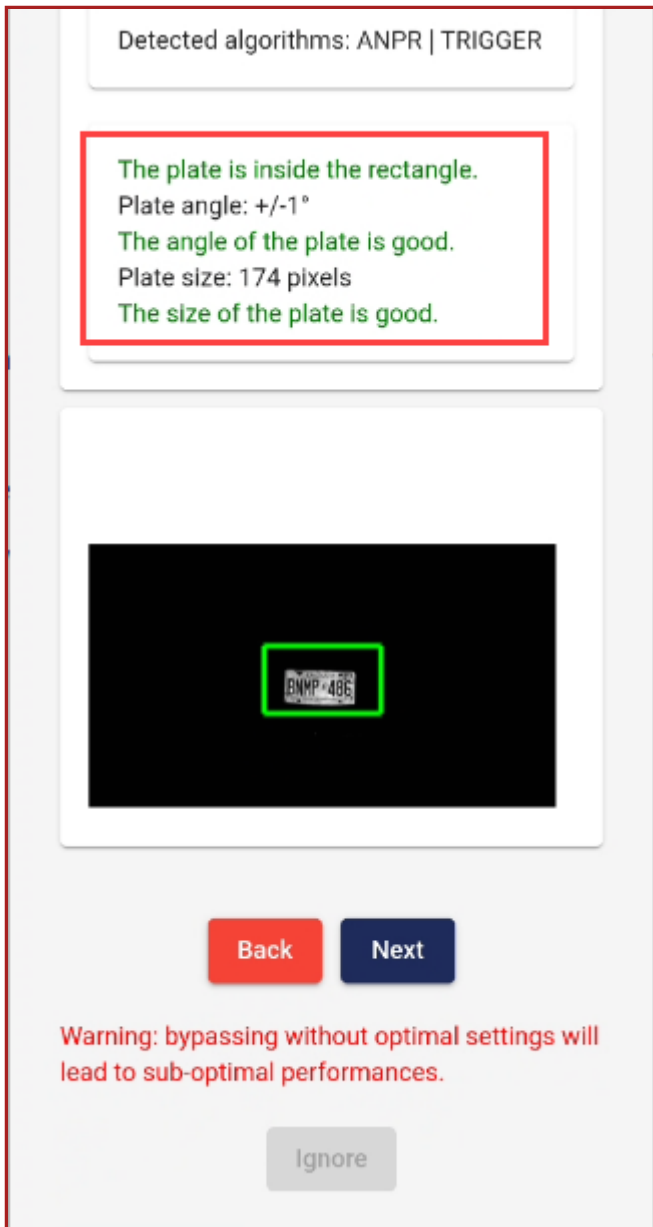 Detected algorithms: ANPR | TRIGGER
The plate is inside the rectangle.
Plate angle: +/-1°
The angle of the plate is good.
Plate size: 174 pixels
The size of the plate is good.
BNMP 486
Back
Next
Warning: bypassing without optimal settings will
lead to sub-optimal performances.
Ignore